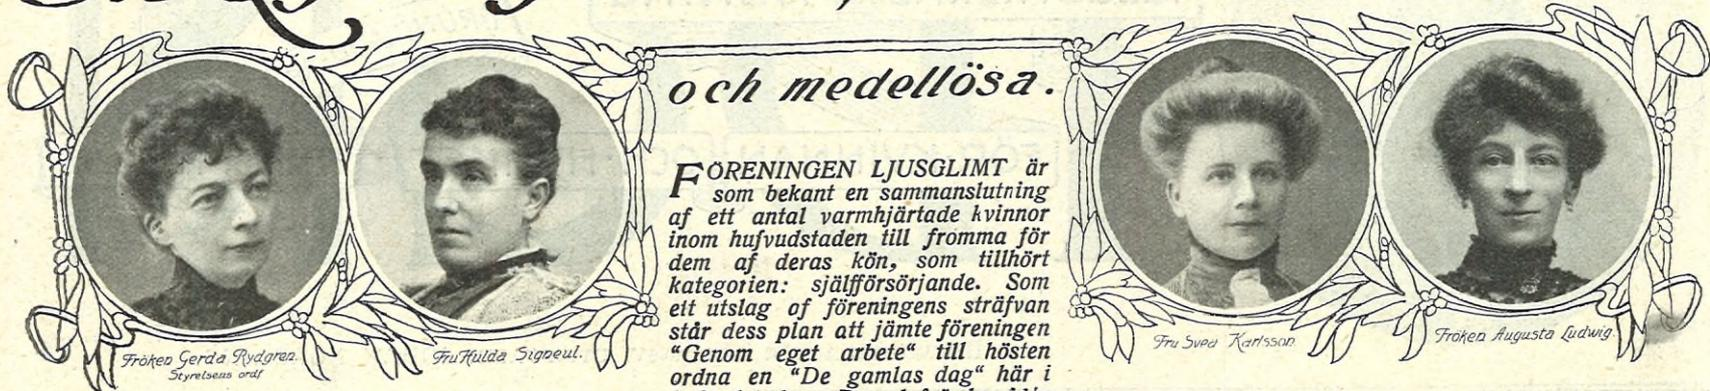 och medellösa.
FÖRENINGEN LJUSGLIMT är
som bekant en sammanslutning
af ett antal varmhjärtade kvinnor
inom hufvudstaden till fromma för
dem af deras kön, som tillhört
kategorien: själfförsörjande. Som
ett utslag of föreningens sträfvan
står dess plan att jämte föreningen
“Genom eget arbete“ till hösten
ordna en “De gamlas dag“ här i
Fröken Gerda Rydgren.
Styrelsens ordf
Fru Hulda Signeul.
Fru Svea Karlsson
Fröken Augusta Ludwig.